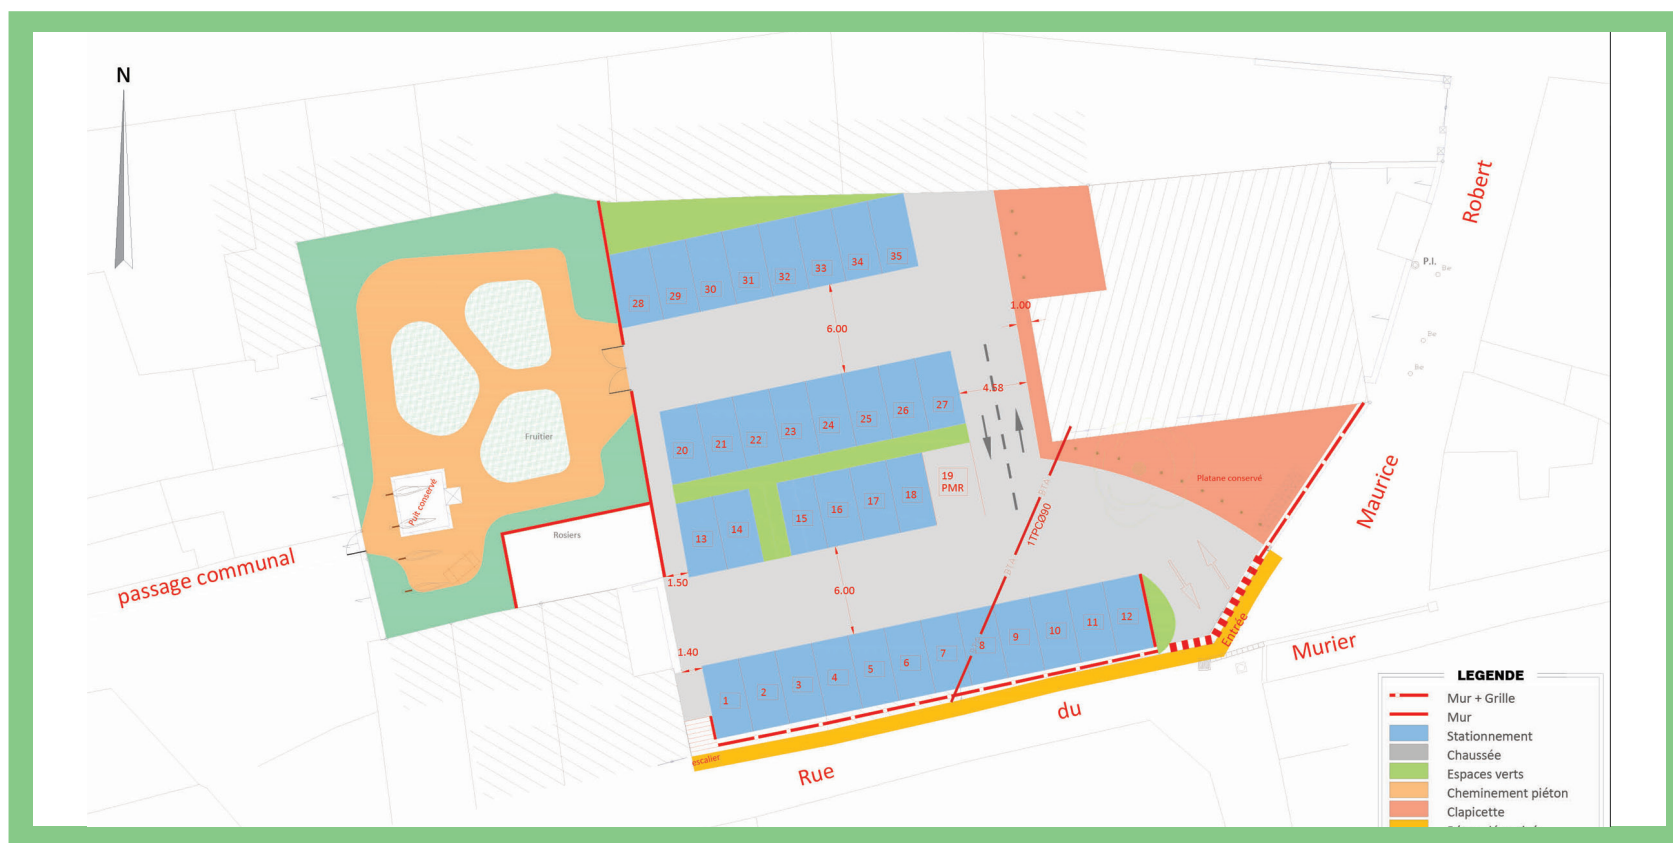 N
Robert
P.I.
28 29 30 31 32 33 34 35
1.00
6.00
4.58
20 21 22 23 24 25 26 27
Fruitier
19
PMR
Platane conservé
Puit conservé
13 14 15 16 17 18
1TPCØ90
Maurice
Rosiers
passage communal
1.50
6.00
1.40
1 2 3 4 5 6 7 8 9 10 11 12
Entrée
Murier
du
Rue
escalier
LEGENDE
Mur + Grille
Mur
Stationnement
Chaussée
Espaces verts
Cheminement piéton
Clapicette